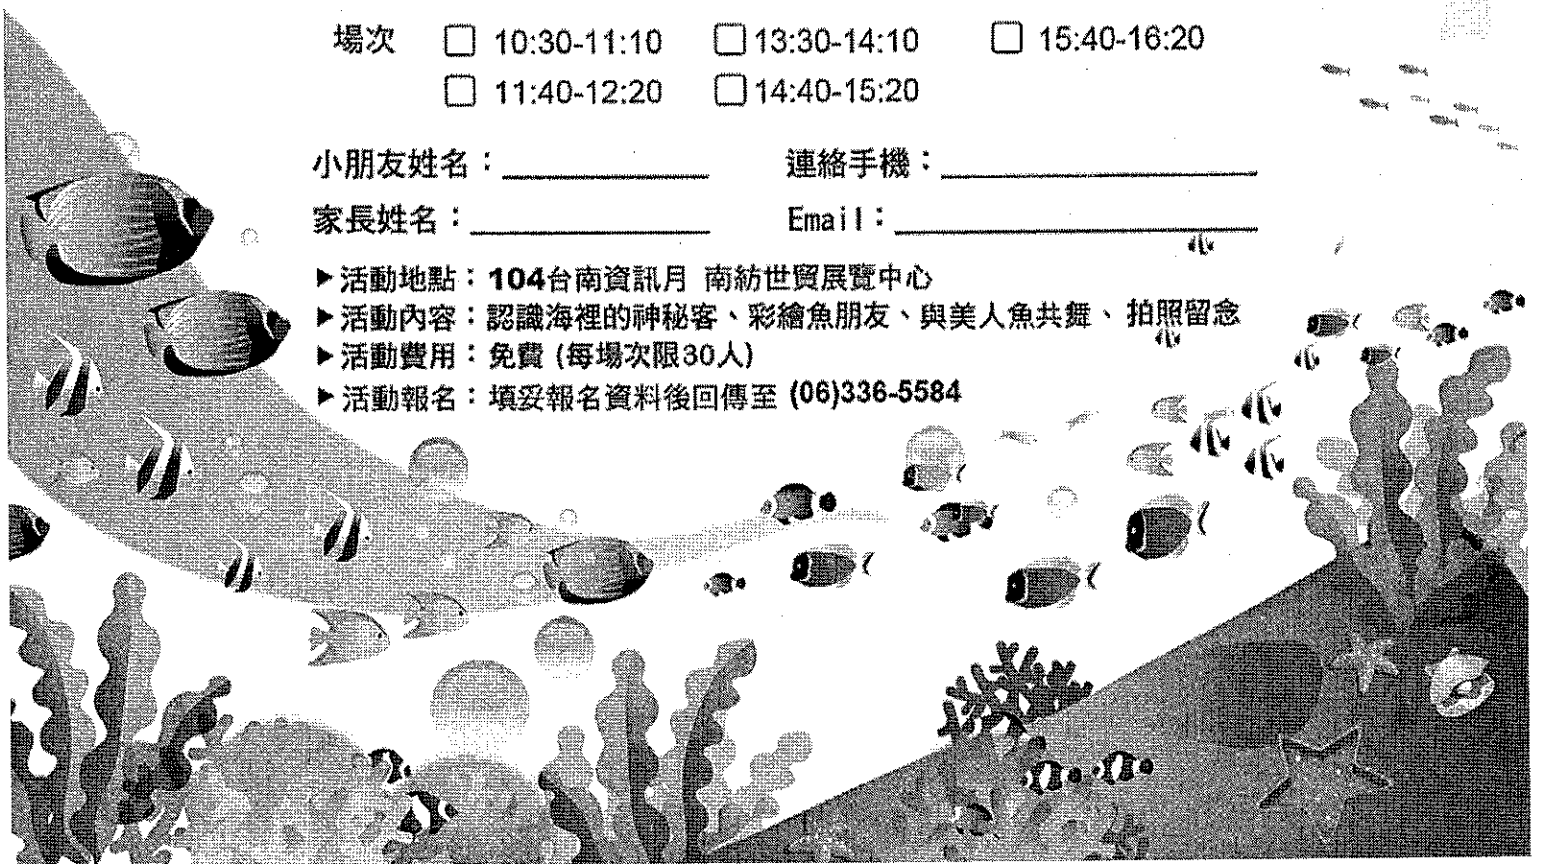 場次 □ 10:30-11:10 □ 13:30-14:10 □ 15:40-16:20
□ 11:40-12:20 □ 14:40-15:20
小朋友姓名：________ 連絡手機：________
家長姓名：________ Email：________
▶活動地點：104台南資訊月 南紡世貿展覽中心
▶活動內容：認識海裡的神秘客、彩繪魚朋友、與美人魚共舞、拍照留念
▶活動費用：免費 (每場次限30人)
▶活動報名：填妥報名資料後回傳至 (06)336-5584